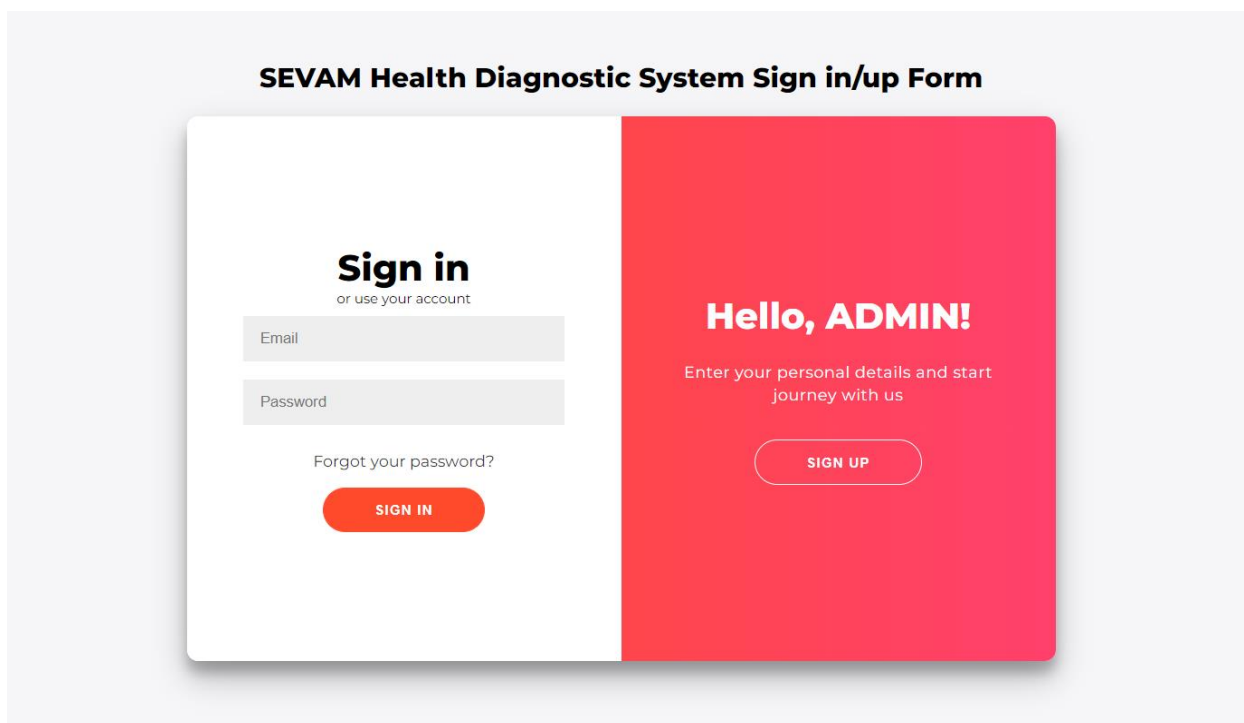 SEVAM Health Diagnostic System Sign in/up Form
Sign in
or use your account
Email
Password
Forgot your password?
SIGN IN
Hello, ADMIN!
Enter your personal details and start
journey with us
SIGN UP